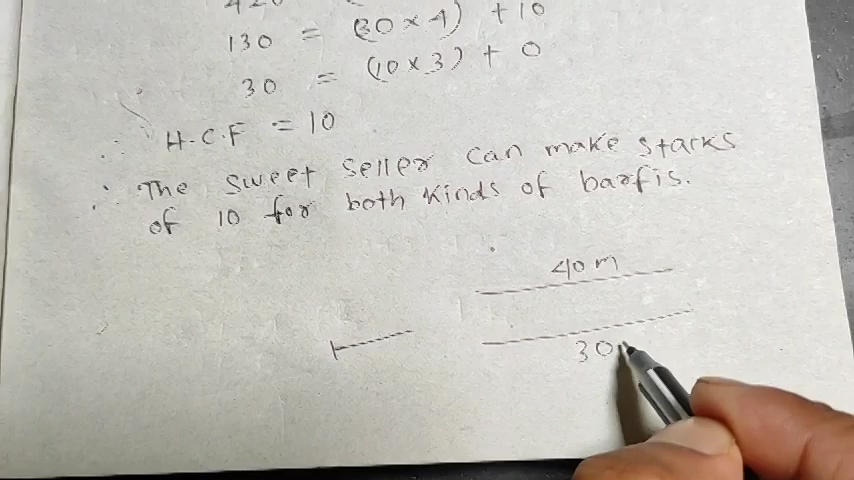 420
130 = (30 × 4) + 10
30 = (10 × 3) + 0
∴ H.C.F = 10
∴ The sweet seller can make stacks
of 10 for both kinds of barfis.
40 m
30